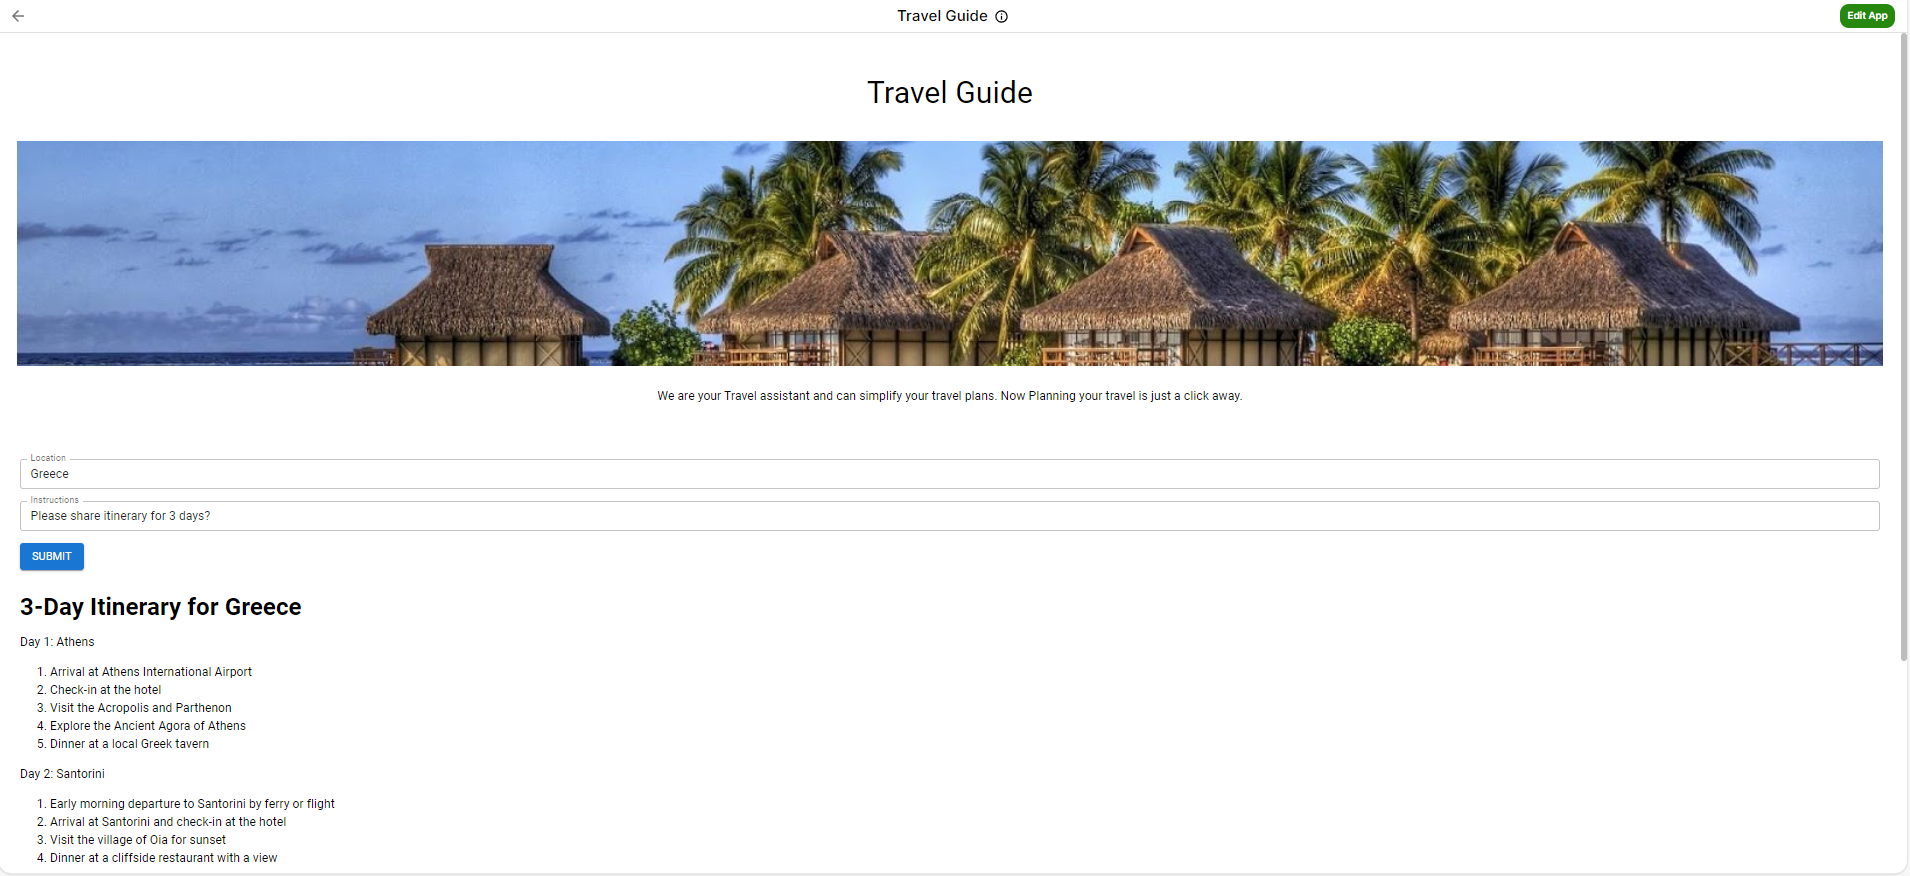 Travel Guide
Edit App
Travel Guide
We are your Travel assistant and can simplify your travel plans. Now Planning your travel is just a click away.
Location
Greece
Instructions
Please share itinerary for 3 days?
SUBMIT
3-Day Itinerary for Greece
Day 1: Athens
1. Arrival at Athens International Airport
2. Check-in at the hotel
3. Visit the Acropolis and Parthenon
4. Explore the Ancient Agora of Athens
5. Dinner at a local Greek tavern
Day 2: Santorini
1. Early morning departure to Santorini by ferry or flight
2. Arrival at Santorini and check-in at the hotel
3. Visit the village of Oia for sunset
4. Dinner at a cliffside restaurant with a view